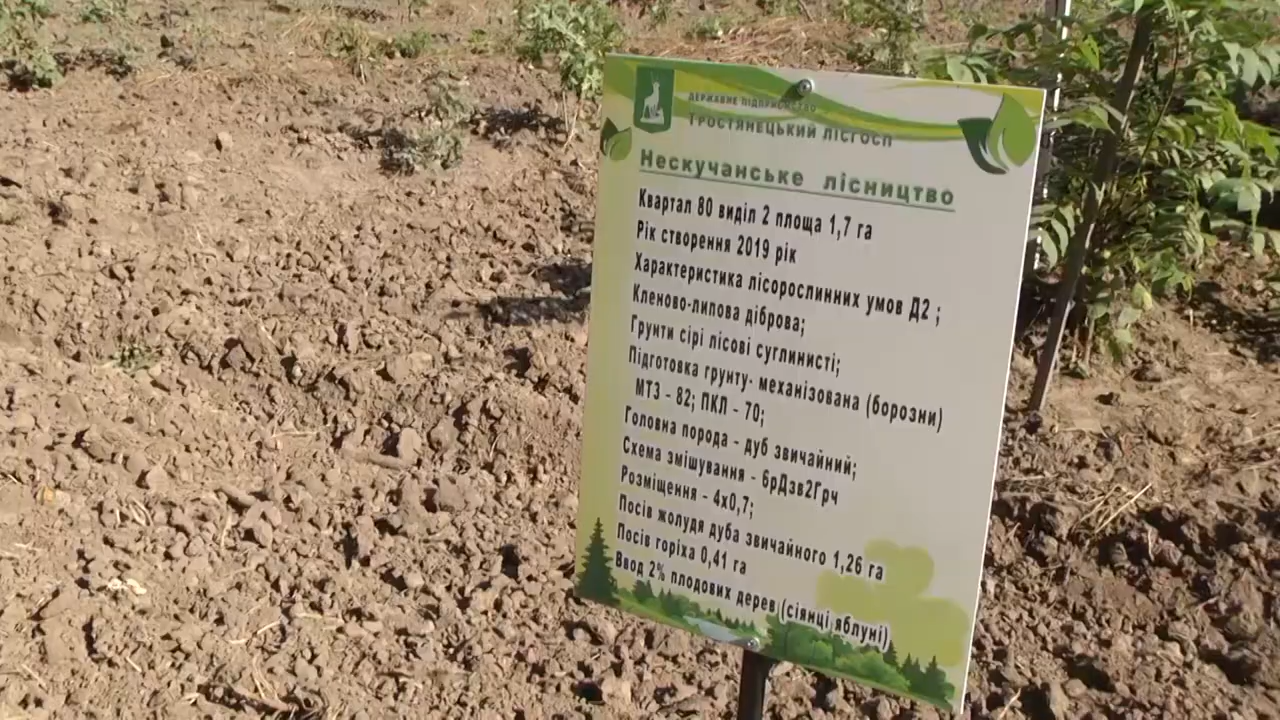 ДЕРЖАВНЕ ПІДПРИЄМСТВО
ТРОСТЯНЕЦЬКИЙ ЛІСГОСП
Нескучанське лісництво
Квартал 80 виділ 2 площа 1,7 га
Рік створення 2019 рік
Характеристика лісорослинних умов Д2 ;
Кленово-липова діброва;
Грунти сірі лісові суглинисті;
Підготовка грунту- механізована (борозни)
МТЗ - 82; ПКЛ - 70;
Головна порода - дуб звичайний;
Схема змішування - 6рДзв2Грч
Розміщення - 4х0,7;
Посів жолудя дуба звичайного 1,26 га
Посів горіха 0,41 га
Ввод 2% плодових дерев (сіянці яблуні)